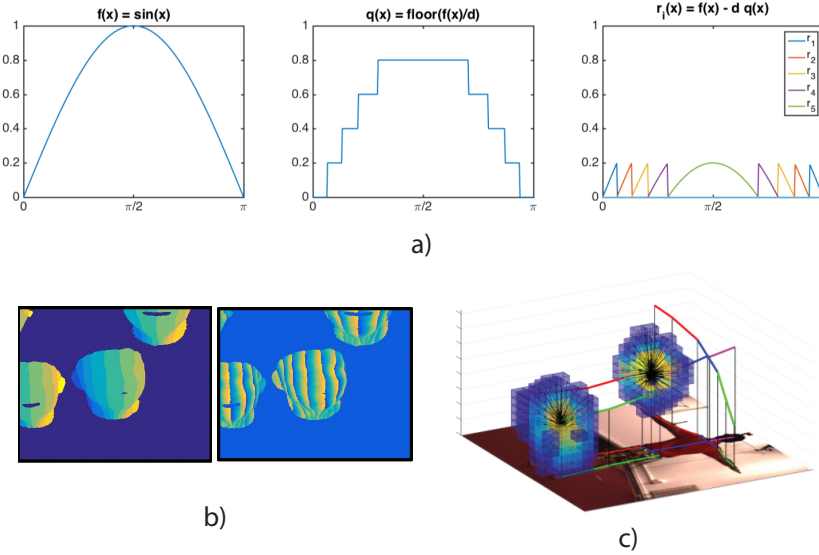 f(x) = sin(x)
1
0.8
0.6
0.4
0.2
0
0
π/2
π
q(x) = floor(f(x)/d)
1
0.8
0.6
0.4
0.2
0
0
π/2
π
r_i(x) = f(x) - d q(x)
1
0.8
0.6
0.4
0.2
0
0
π/2
r_1
r_2
r_3
r_4
r_5
a)
b)
c)